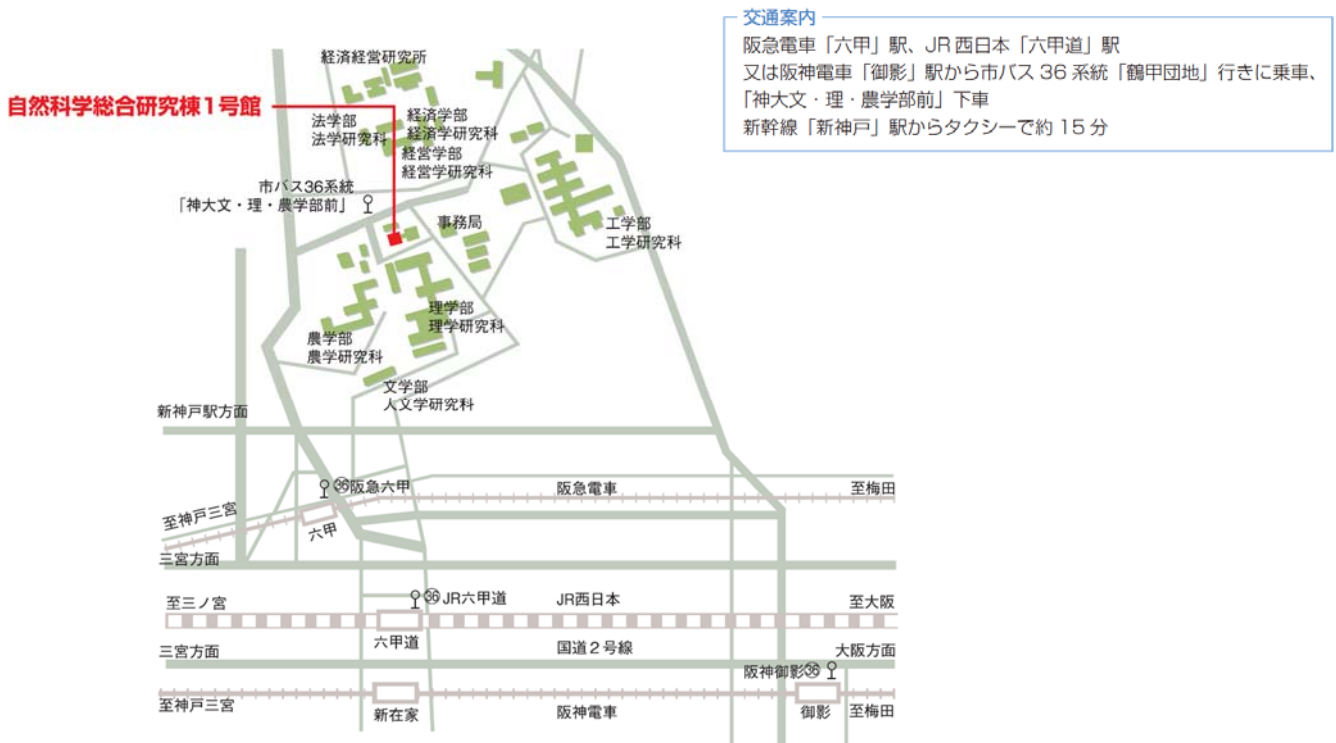 交通案内
阪急電車「六甲」駅、JR西日本「六甲道」駅
又は阪神電車「御影」駅から市バス 36 系統「鶴甲団地」行きに乗車、
「神大文・理・農学部前」下車
新幹線「新神戸」駅からタクシーで約 15 分
経済経営研究所
自然科学総合研究棟1号館
法学部
法学研究科
経済学部
経済学研究科
経営学部
経営学研究科
市バス36系統
「神大文・理・農学部前」
事務局
工学部
工学研究科
理学部
理学研究科
農学部
農学研究科
文学部
人文学研究科
新神戸駅方面
㊱阪急六甲
阪急電車
至梅田
至神戸三宮
六甲
三宮方面
至三ノ宮
㊱JR六甲道
JR西日本
至大阪
六甲道
三宮方面
国道2号線
大阪方面
阪神御影㊱
至神戸三宮
新在家
阪神電車
御影
至梅田